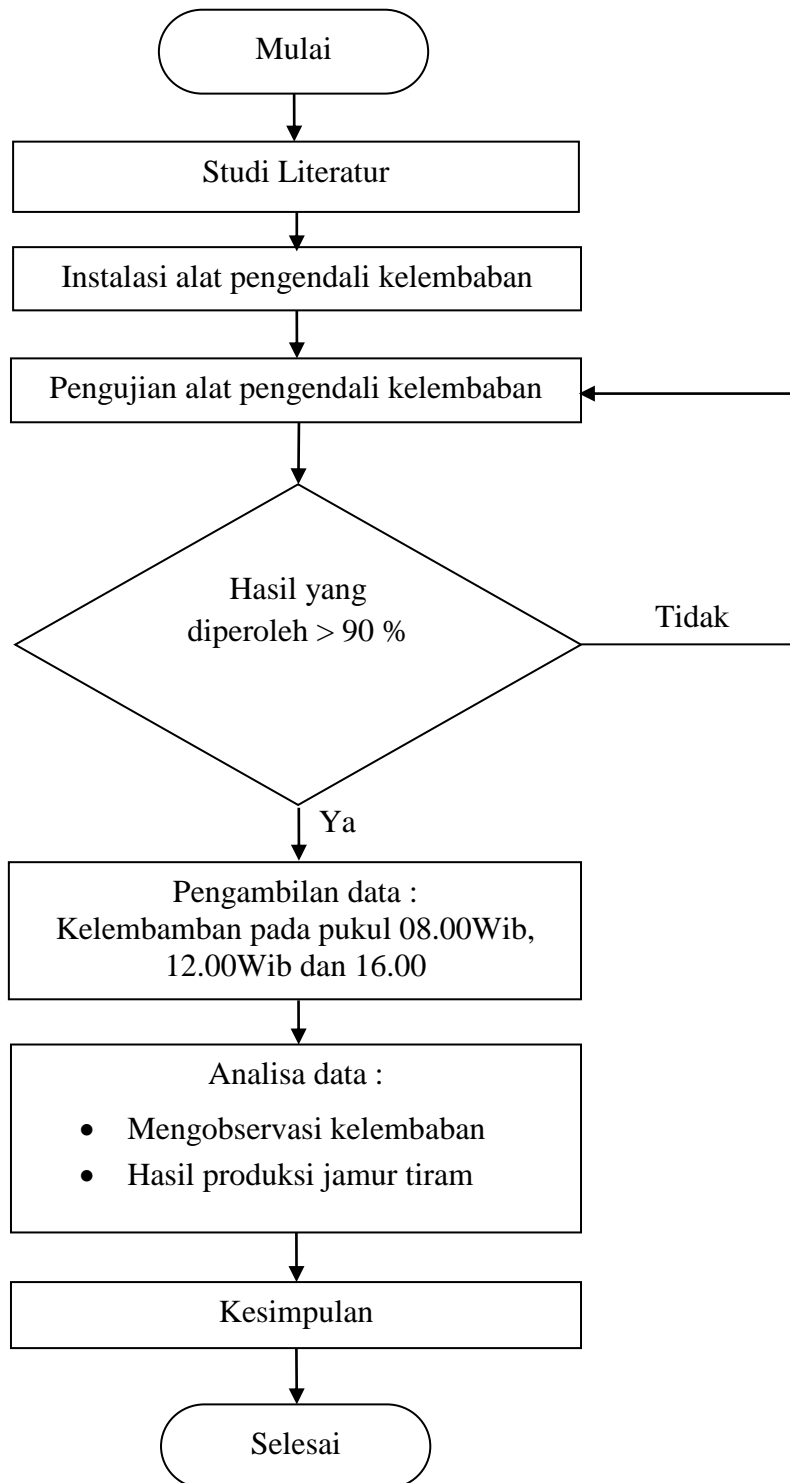 Mulai
Studi Literatur
Instalasi alat pengendali kelembaban
Pengujian alat pengendali kelembaban
Hasil yang
diperoleh > 90 %
Tidak
Ya
Pengambilan data :
Kelembamban pada pukul 08.00Wib,
12.00Wib dan 16.00
Analisa data :
• Mengobservasi kelembaban
• Hasil produksi jamur tiram
Kesimpulan
Selesai